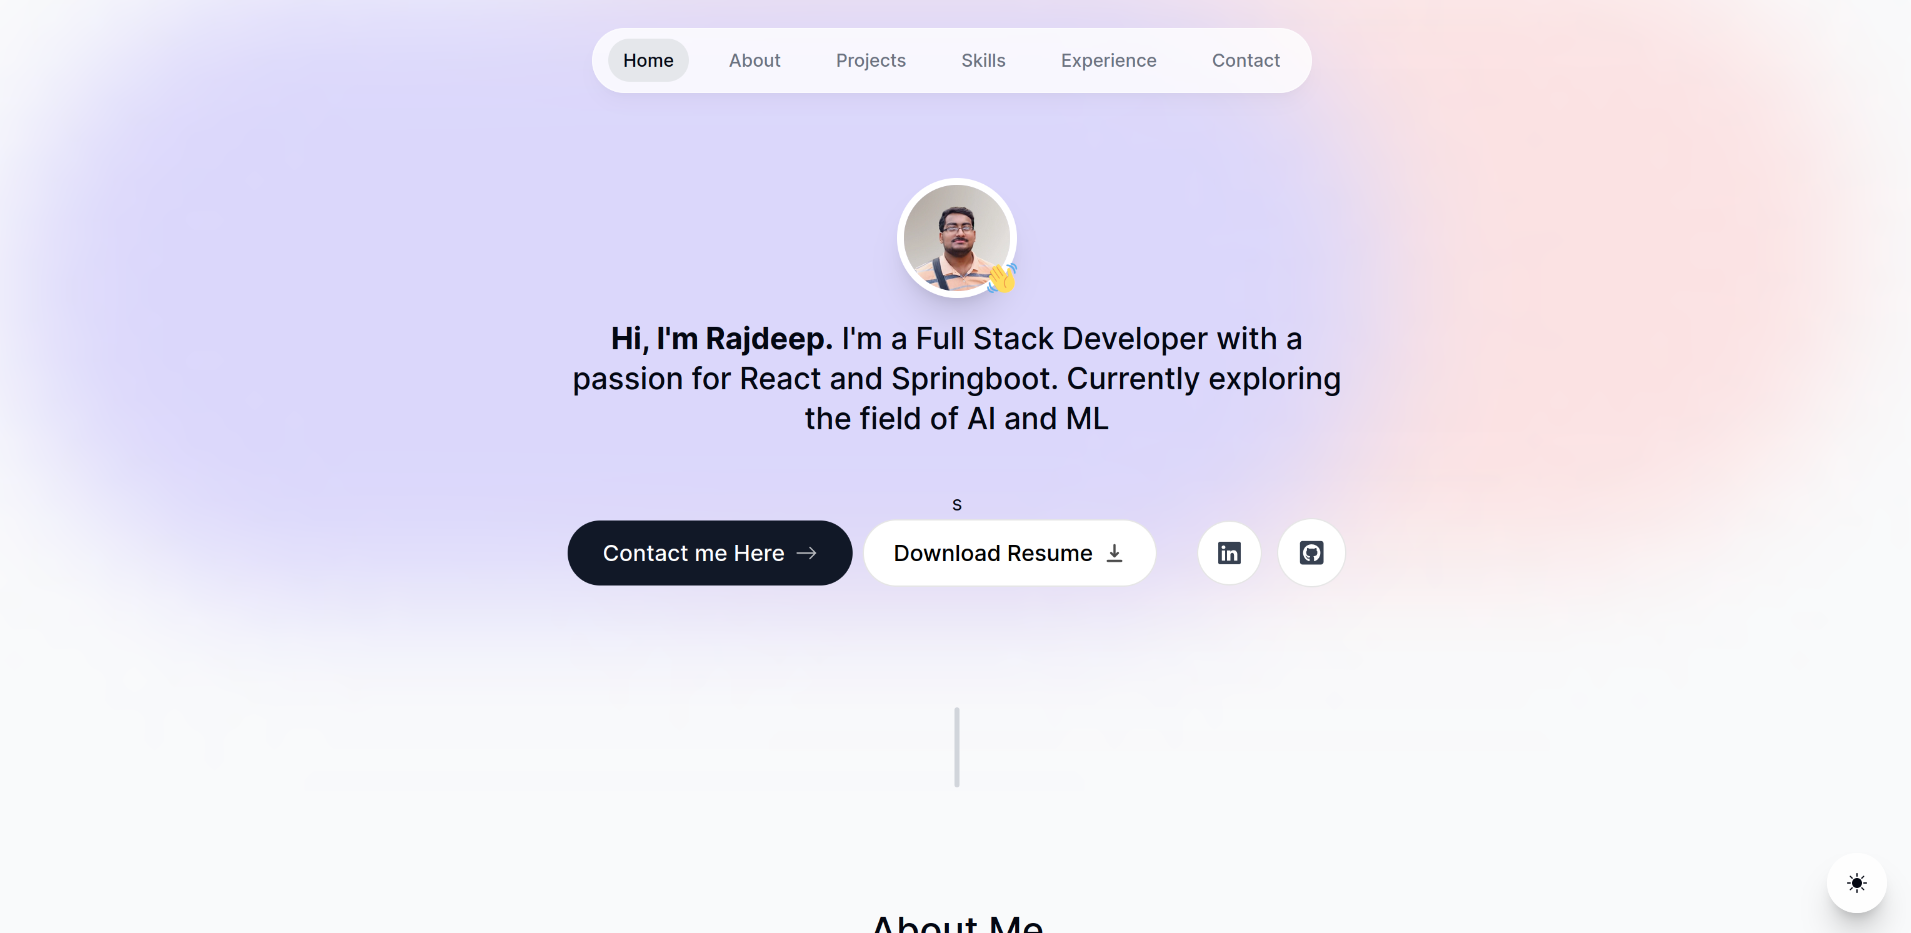 Home About Projects Skills Experience Contact
Hi, I'm Rajdeep. I'm a Full Stack Developer with a
passion for React and Springboot. Currently exploring
the field of AI and ML
s
Contact me Here Download Resume in
About Me